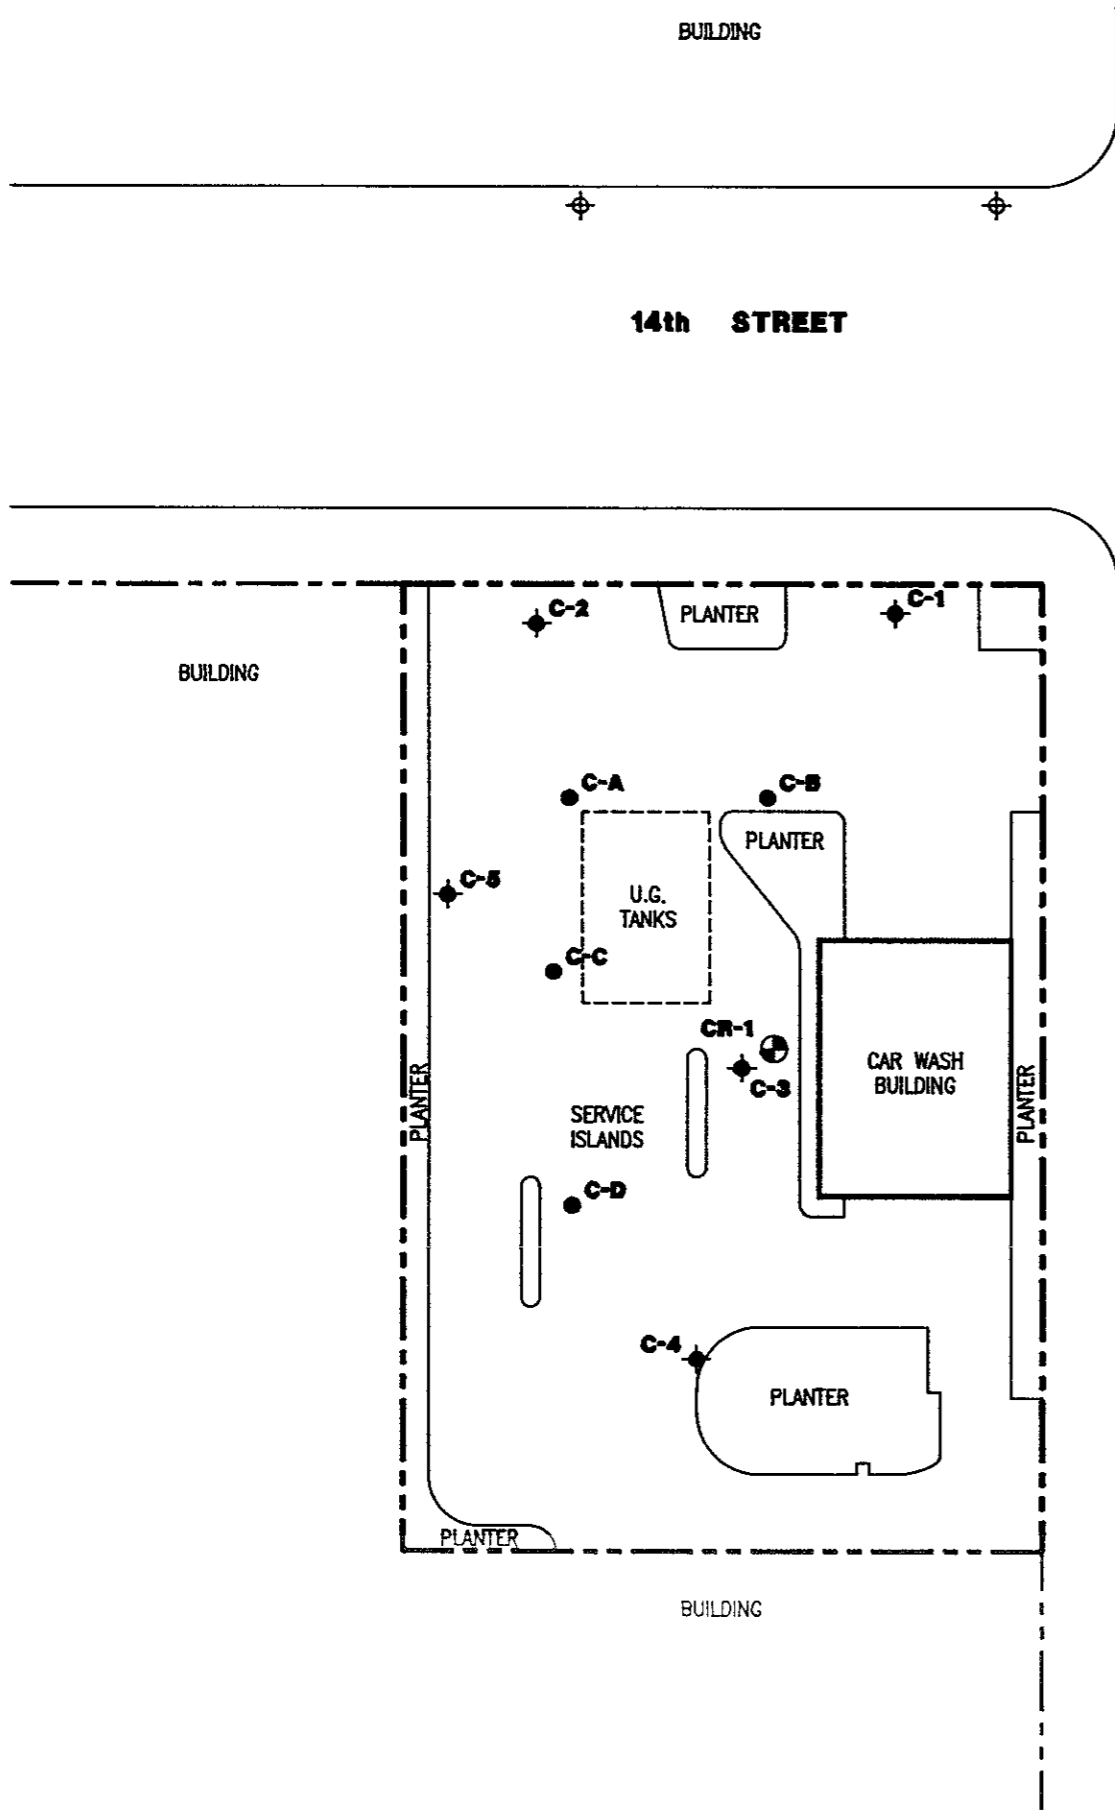 BUILDING
14th STREET
C-2
PLANTER
C-1
BUILDING
C-A
C-B
PLANTER
C-5
U.G.
TANKS
C-C
CR-1
C-3
CAR WASH
BUILDING
PLANTER
PLANTER
SERVICE
ISLANDS
C-D
C-4
PLANTER
PLANTER
BUILDING